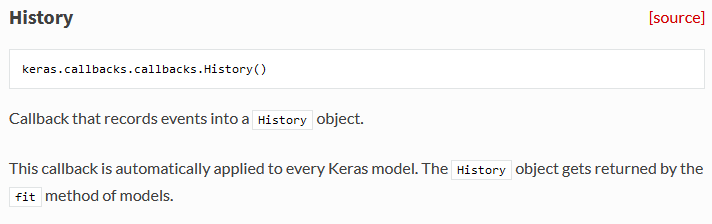 History [source]
keras.callbacks.callbacks.History()
Callback that records events into a History object.
This callback is automatically applied to every Keras model. The History object gets returned by the
fit method of models.